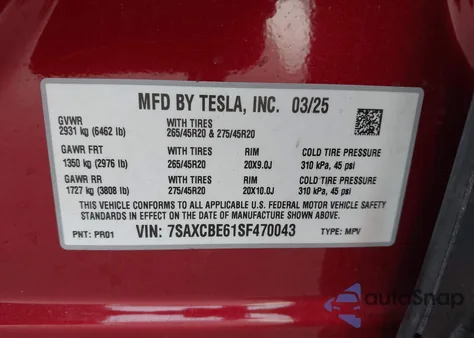 MFD BY TESLA, INC. 03/25
GVWR
2931 kg (6462 lb)
WITH TIRES
265/45R20 & 275/45R20
GAWR FRT
1350 kg (2976 lb)
WITH TIRES
265/45R20
RIM
20X9.0J
COLD TIRE PRESSURE
310 kPa, 45 psi
GAWR RR
1727 kg (3808 lb)
WITH TIRES
275/45R20
RIM
20X10.0J
COLD TIRE PRESSURE
310 kPa, 45 psi
THIS VEHICLE CONFORMS TO ALL APPLICABLE U.S. FEDERAL MOTOR VEHICLE SAFETY
STANDARDS IN EFFECT ON THE DATE OF MANUFACTURE SHOWN ABOVE.
PNT: PR01
VIN: 7SAXCBE61SF470043
TYPE: MPV
autoSnap